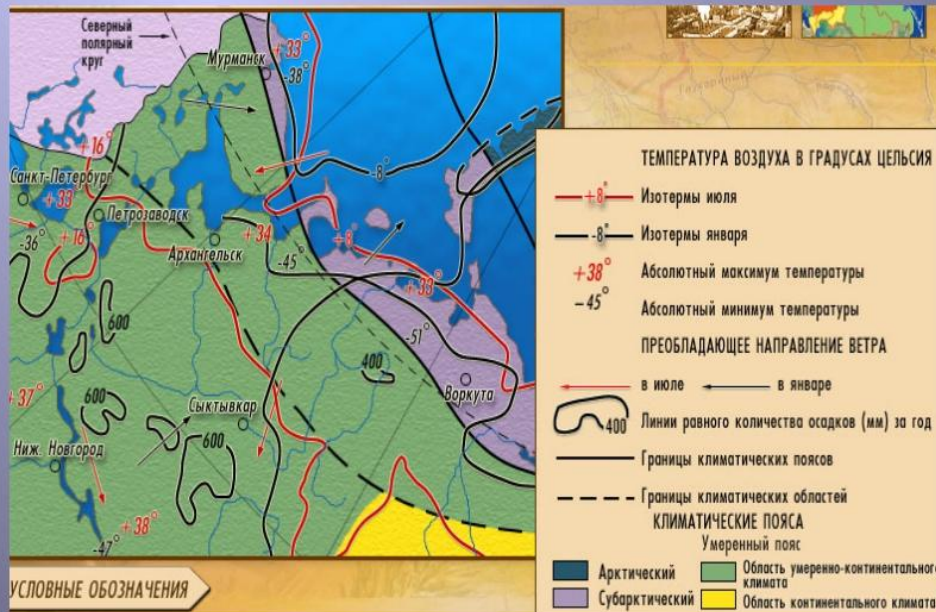 Северный
полярный
круг
Мурманск
+33°
-38°
+16°
Санкт-Петербург
+33°
-8°
Петрозаводск
-36°
+16°
+34
Архангельск
-45°
+8°
+33°
600
-51°
400
Воркута
+37°
600
Сыктывкар
600
Ниж. Новгород
-47°
+38°
УСЛОВНЫЕ ОБОЗНАЧЕНИЯ
ТЕМПЕРАТУРА ВОЗДУХА В ГРАДУСАХ ЦЕЛЬСИЯ
+8° Изотермы июля
-8° Изотермы января
+38° Абсолютный максимум температуры
-45° Абсолютный минимум температуры
ПРЕОБЛАДАЮЩЕЕ НАПРАВЛЕНИЕ ВЕТРА
в июле в январе
400 Линии равного количества осадков (мм) за год
Границы климатических поясов
Границы климатических областей
КЛИМАТИЧЕСКИЕ ПОЯСА
Умеренный пояс
Арктический
Область умеренно-континентального
климата
Субарктический
Область континентального климата